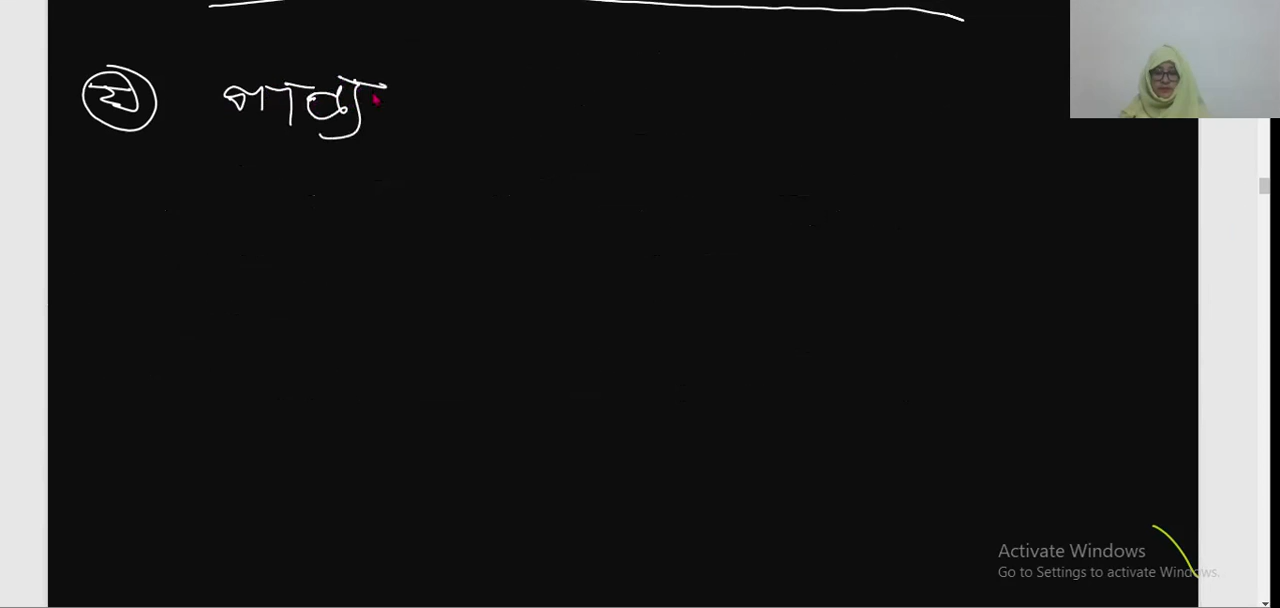 ঘ পাঠ্য
Activate Windows
Go to Settings to activate Windows.